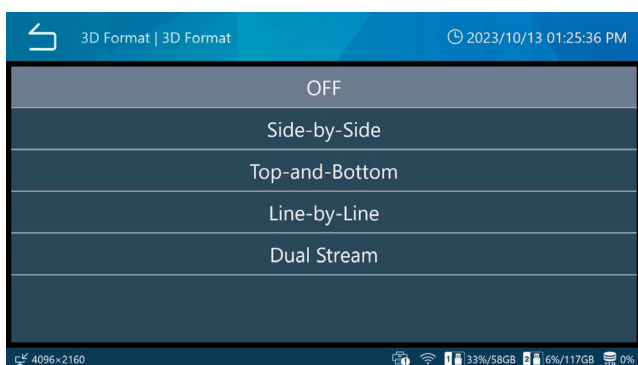 3D Format | 3D Format 2023/10/13 01:25:36 PM
OFF
Side-by-Side
Top-and-Bottom
Line-by-Line
Dual Stream
4096×2160 1 33%/58GB 2 6%/117GB 0%